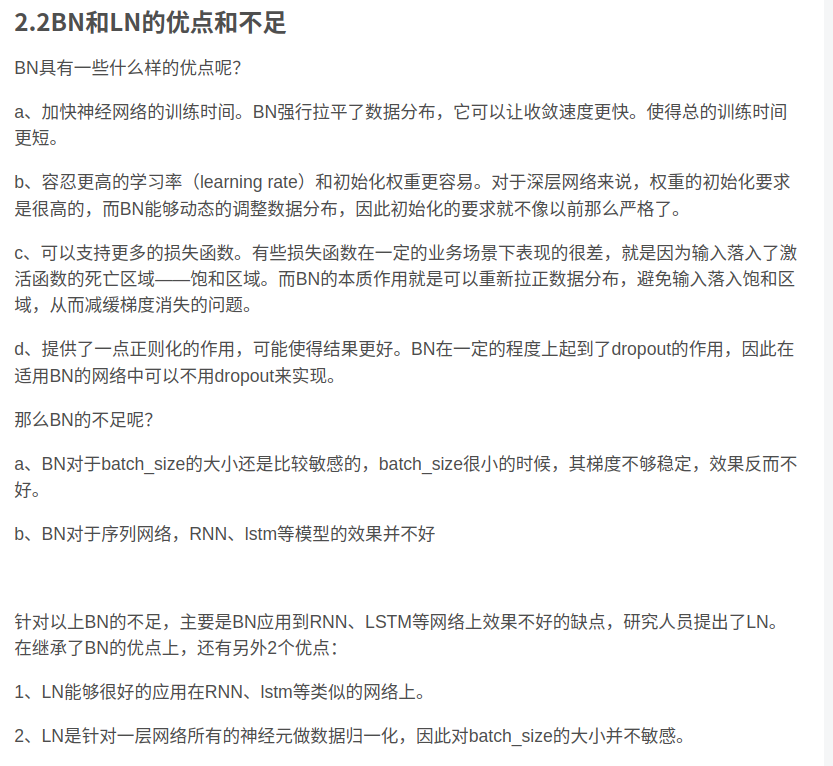 2.2BN和LN的优点和不足
BN具有一些什么样的优点呢？
a、加快神经网络的训练时间。BN强行拉平了数据分布，它可以让收敛速度更快。使得总的训练时间
更短。
b、容忍更高的学习率（learning rate）和初始化权重更容易。对于深层网络来说，权重的初始化要求
是很高的，而BN能够动态的调整数据分布，因此初始化的要求就不像以前那么严格了。
c、可以支持更多的损失函数。有些损失函数在一定的业务场景下表现的很差，就是因为输入落入了激
活函数的死亡区域——饱和区域。而BN的本质作用就是可以重新拉正数据分布，避免输入落入饱和区
域，从而减缓梯度消失的问题。
d、提供了一点正则化的作用，可能使得结果更好。BN在一定的程度上起到了dropout的作用，因此在
适用BN的网络中可以不用dropout来实现。
那么BN的不足呢？
a、BN对于batch_size的大小还是比较敏感的，batch_size很小的时候，其梯度不够稳定，效果反而不
好。
b、BN对于序列网络，RNN、lstm等模型的效果并不好
针对以上BN的不足，主要是BN应用到RNN、LSTM等网络上效果不好的缺点，研究人员提出了LN。
在继承了BN的优点上，还有另外2个优点：
1、LN能够很好的应用在RNN、lstm等类似的网络上。
2、LN是针对一层网络所有的神经元做数据归一化，因此对batch_size的大小并不敏感。